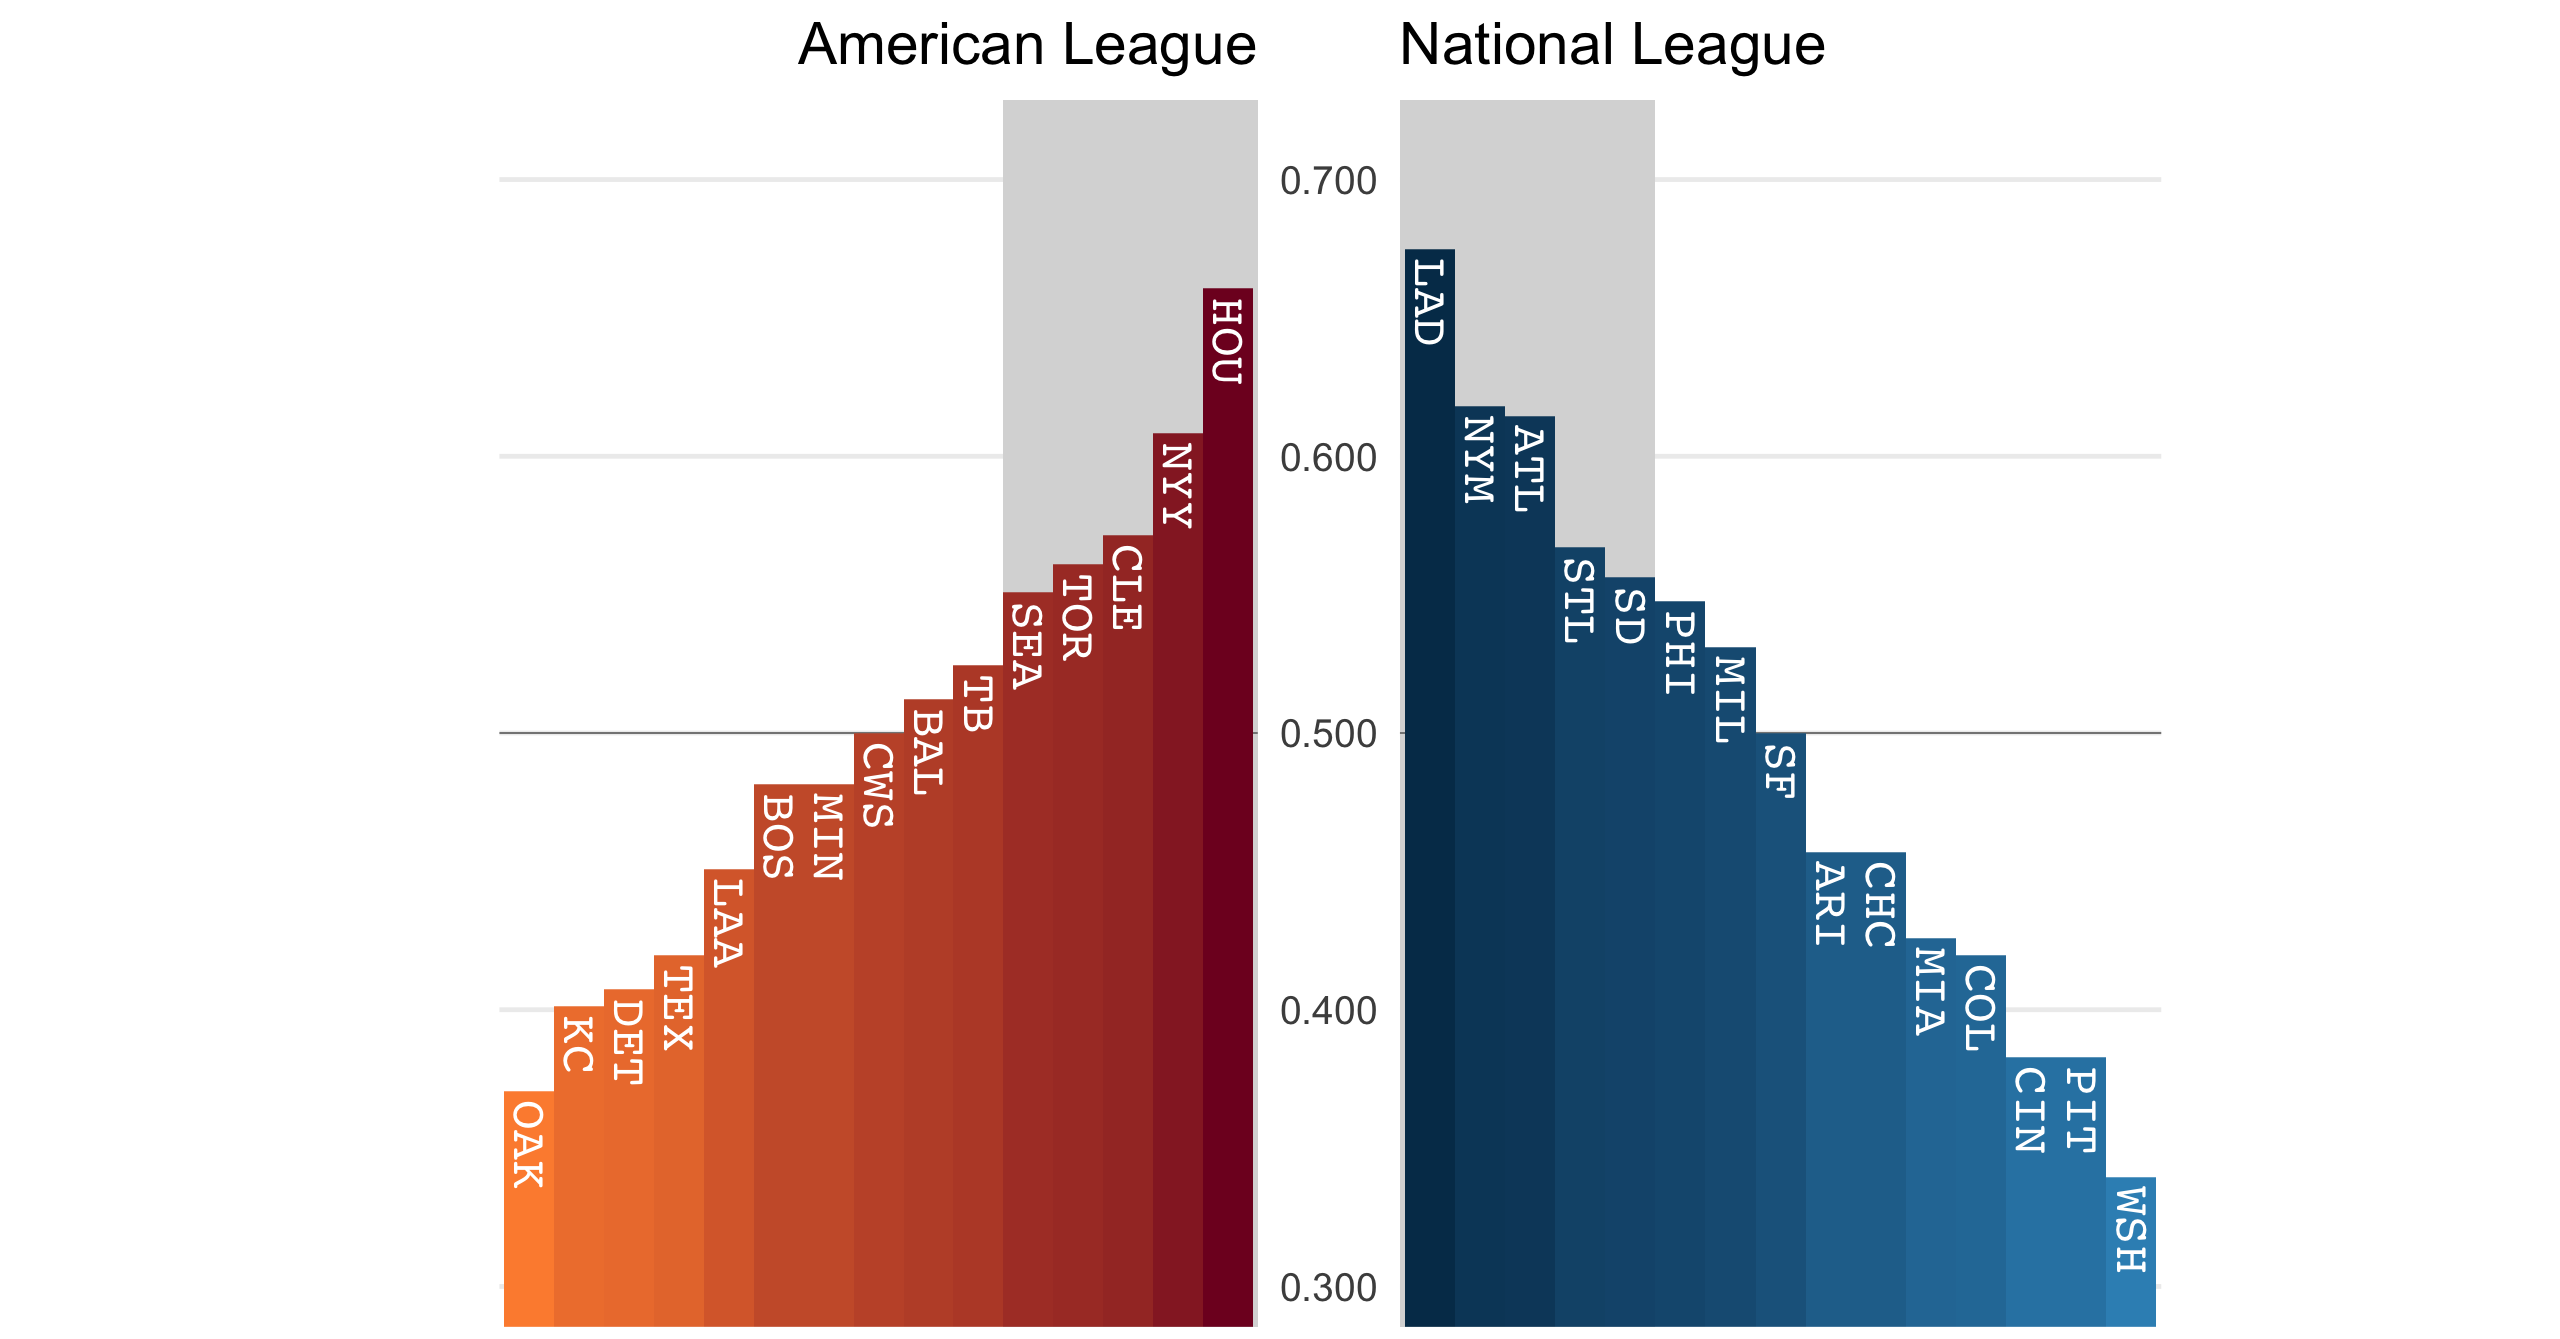 American League
National League
0.700
0.600
0.500
0.400
0.300
OAK
KC
DET
TEX
LAA
BOS
MIN
CWS
BAL
TB
SEA
TOR
CLE
NYY
HOU
LAD
NYM
ATL
STL
SD
PHI
MIL
SF
ARI
CHC
MIA
COL
CIN
PIT
WSH